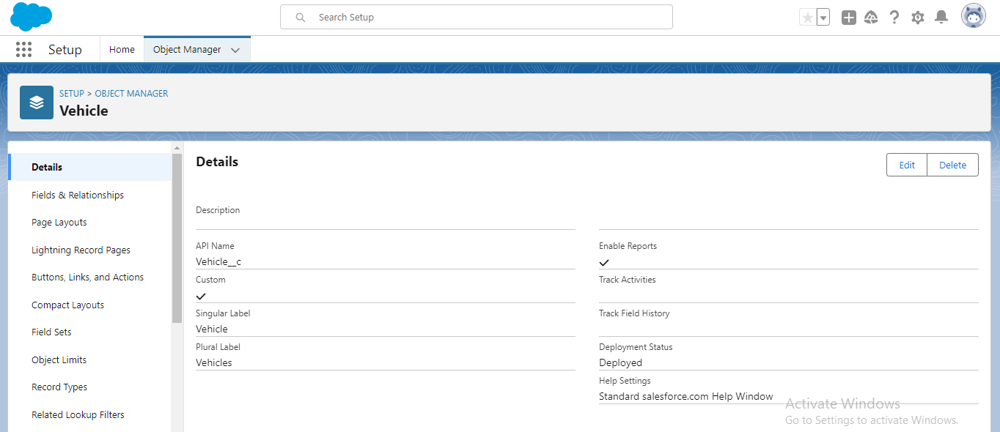 Search Setup
Setup
Home
Object Manager
SETUP > OBJECT MANAGER
Vehicle
Details
Fields & Relationships
Page Layouts
Lightning Record Pages
Buttons, Links, and Actions
Compact Layouts
Field Sets
Object Limits
Record Types
Related Lookup Filters
Details
Edit
Delete
Description
API Name
Vehicle__c
Custom
Singular Label
Vehicle
Plural Label
Vehicles
Enable Reports
Track Activities
Track Field History
Deployment Status
Deployed
Help Settings
Standard salesforce.com Help Window
Activate Windows
Go to Settings to activate Windows.